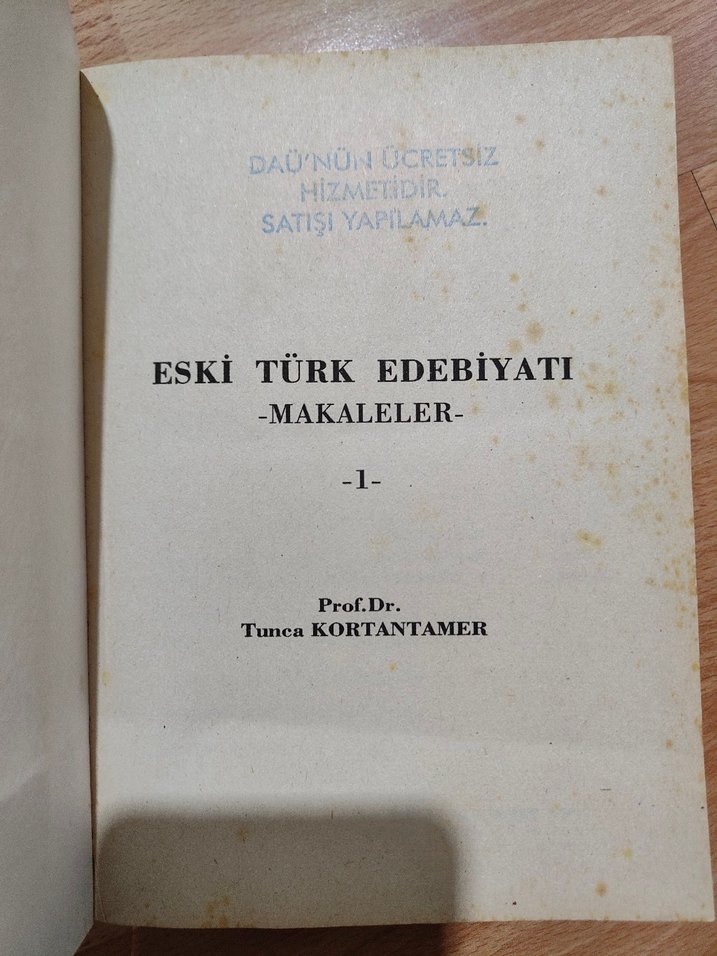 DAÜ'NÜN ÜCRETSİZ
HİZMETİDİR.
SATIŞI YAPILAMAZ.
ESKİ TÜRK EDEBİYATI
-MAKALELER-
-1-
Prof.Dr.
Tunca KORTANTAMER